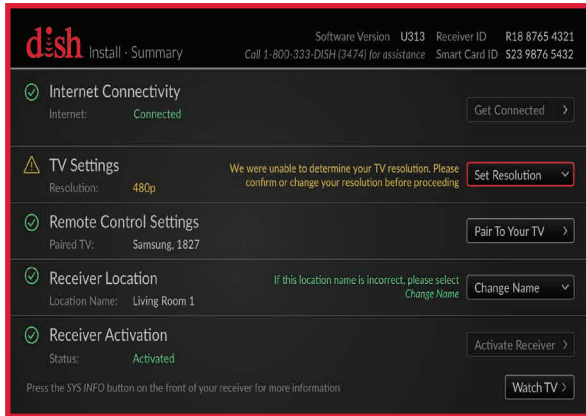 dish Install · Summary
Software Version U313 Receiver ID R18 8765 4321
Call 1-800-333-DISH (3474) for assistance Smart Card ID S23 9876 5432
Internet Connectivity
Internet: Connected
Get Connected >
TV Settings
Resolution: 480p
We were unable to determine your TV resolution. Please
confirm or change your resolution before proceeding
Set Resolution
Remote Control Settings
Paired TV: Samsung, 1827
Pair To Your TV >
Receiver Location
Location Name: Living Room 1
If this location name is incorrect, please select
Change Name
Change Name
Receiver Activation
Status: Activated
Activate Receiver >
Press the SYS INFO button on the front of your receiver for more information
Watch TV >